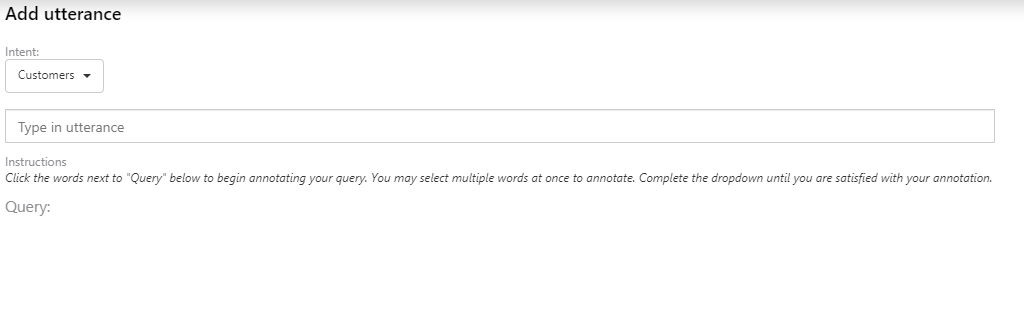 Add utterance
Intent:
Customers
Type in utterance
Instructions
Click the words next to "Query" below to begin annotating your query. You may select multiple words at once to annotate. Complete the dropdown until you are satisfied with your annotation.
Query: